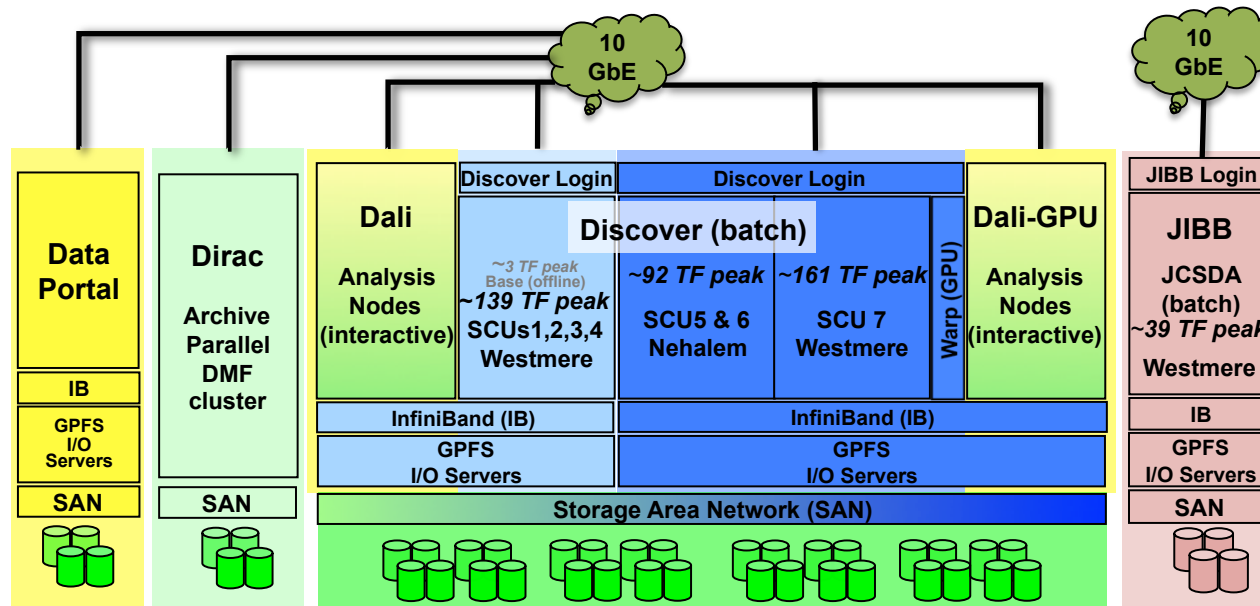 10
GbE
10
GbE
Data
Portal
IB
GPFS
I/O
Servers
SAN
Dirac
Archive
Parallel
DMF
cluster
SAN
Dali
Analysis
Nodes
(interactive)
Discover Login
Discover Login
Discover (batch)
~3 TF peak
Base (offline)
~139 TF peak
SCUs1,2,3,4
Westmere
~92 TF peak
SCU5 & 6
Nehalem
~161 TF peak
SCU 7
Westmere
Warp (GPU)
Dali-GPU
Analysis
Nodes
(interactive)
InfiniBand (IB)
InfiniBand (IB)
GPFS
I/O Servers
GPFS
I/O Servers
Storage Area Network (SAN)
JIBB Login
JIBB
JCSDA
(batch)
~39 TF peak
Westmere
IB
GPFS
I/O Servers
SAN